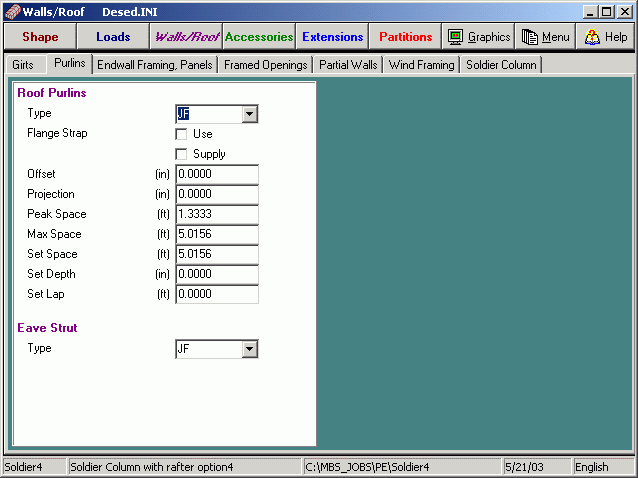 Walls/Roof Desed.INI
Shape Loads Walls/Roof Accessories Extensions Partitions Graphics Menu Help
Girts Purlins Endwall Framing, Panels Framed Openings Partial Walls Wind Framing Soldier Column
Roof Purlins
Type JF
Flange Strap Use
Supply
Offset (in) 0.0000
Projection (in) 0.0000
Peak Space (ft) 1.3333
Max Space (ft) 5.0156
Set Space (ft) 5.0156
Set Depth (in) 0.0000
Set Lap (ft) 0.0000
Eave Strut
Type JF
Soldier4 Soldier Column with rafter option4 C:\MBS_JOBS\PE\Soldier4 5/21/03 English